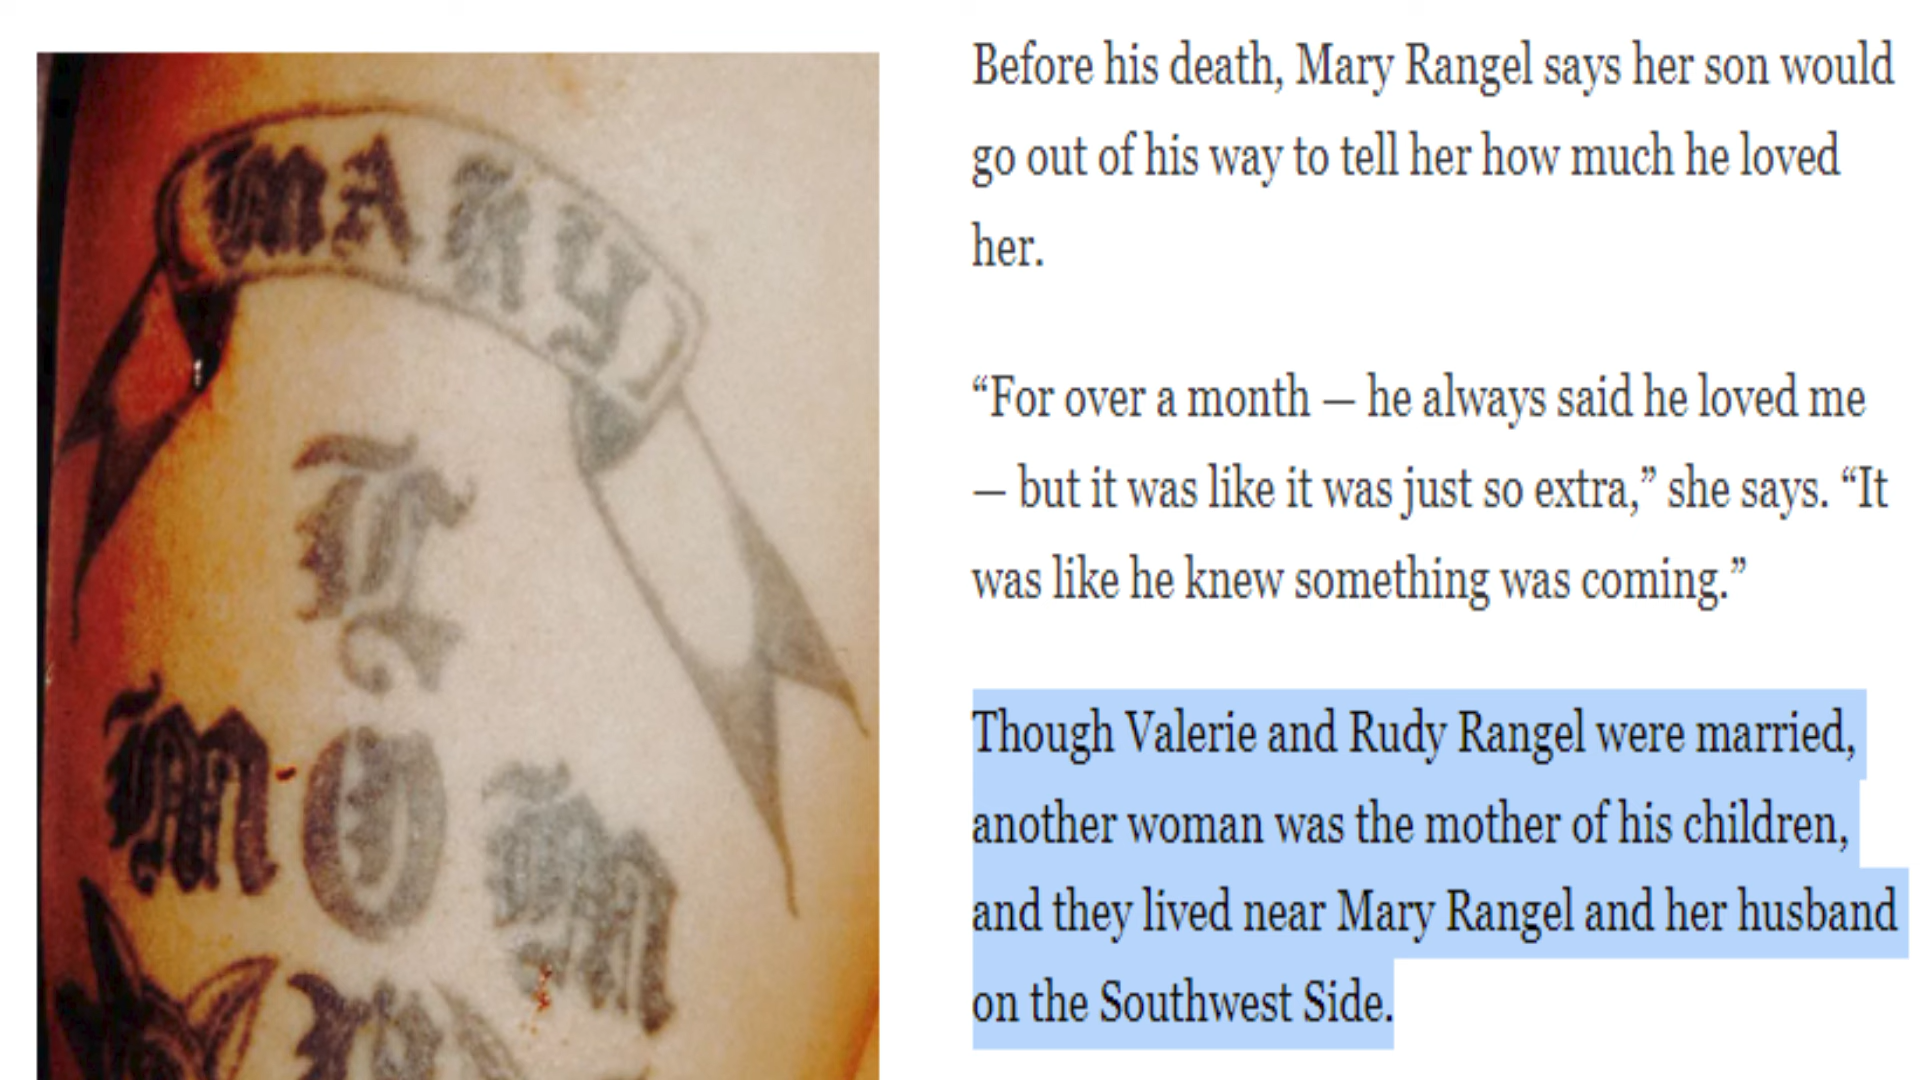 MARY
L
MOM
Before his death, Mary Rangel says her son would
go out of his way to tell her how much he loved
her.
“For over a month — he always said he loved me
— but it was like it was just so extra,” she says. “It
was like he knew something was coming.”
Though Valerie and Rudy Rangel were married,
another woman was the mother of his children,
and they lived near Mary Rangel and her husband
on the Southwest Side.